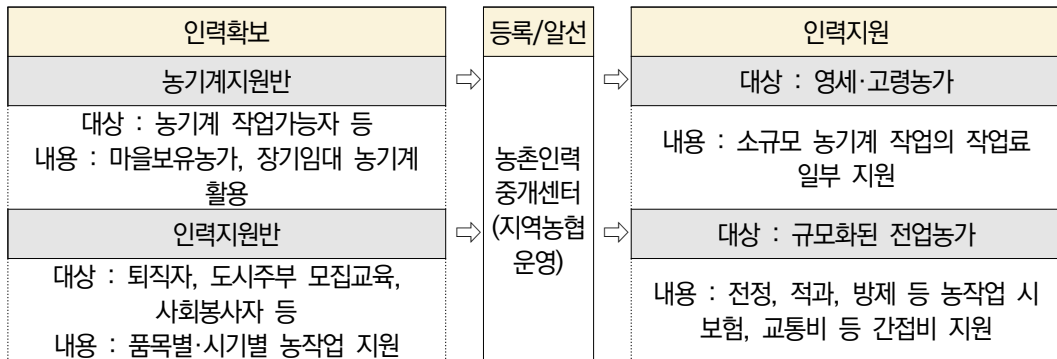 인력확보
농기계지원반
대상 : 농기계 작업가능자 등
내용 : 마을보유농가, 장기임대 농기계
활용
인력지원반
대상 : 퇴직자, 도시주부 모집교육,
사회봉사자 등
내용 : 품목별·시기별 농작업 지원
⇨
⇨
등록/알선
농촌인력
중개센터
(지역농협
운영)
⇨
⇨
인력지원
대상 : 영세·고령농가
내용 : 소규모 농기계 작업의 작업료
일부 지원
대상 : 규모화된 전업농가
내용 : 전정, 적과, 방제 등 농작업 시
보험, 교통비 등 간접비 지원